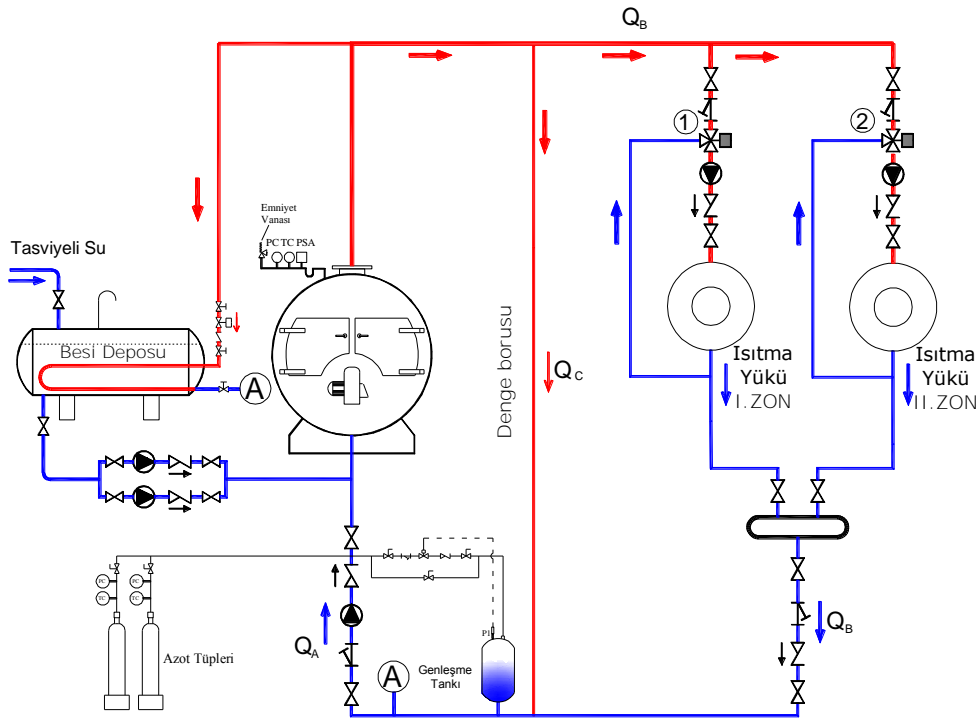 Q_B
1
2
Emniyet
Vanası
PC TC PSA
Tasviyeli Su
Besi Deposu
A
Denge borusu
Q_C
Isıtma
Yükü
I.ZON
Isıtma
Yükü
II.ZON
PC
PC
TC
TC
Azot Tüpleri
Q_A
A
Genleşme
Tankı
P1
Q_B